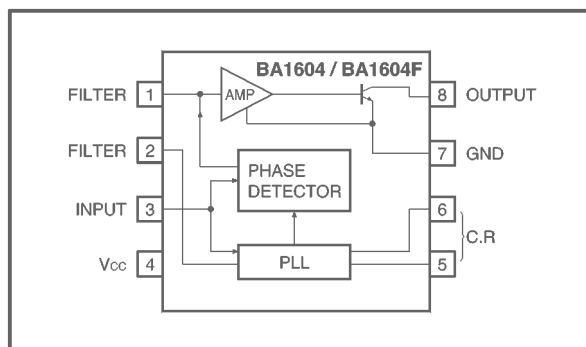 BA1604 / BA1604F
FILTER 1
AMP
8 OUTPUT
FILTER 2
7 GND
PHASE
DETECTOR
INPUT 3
6
C.R
VCC 4
PLL
5